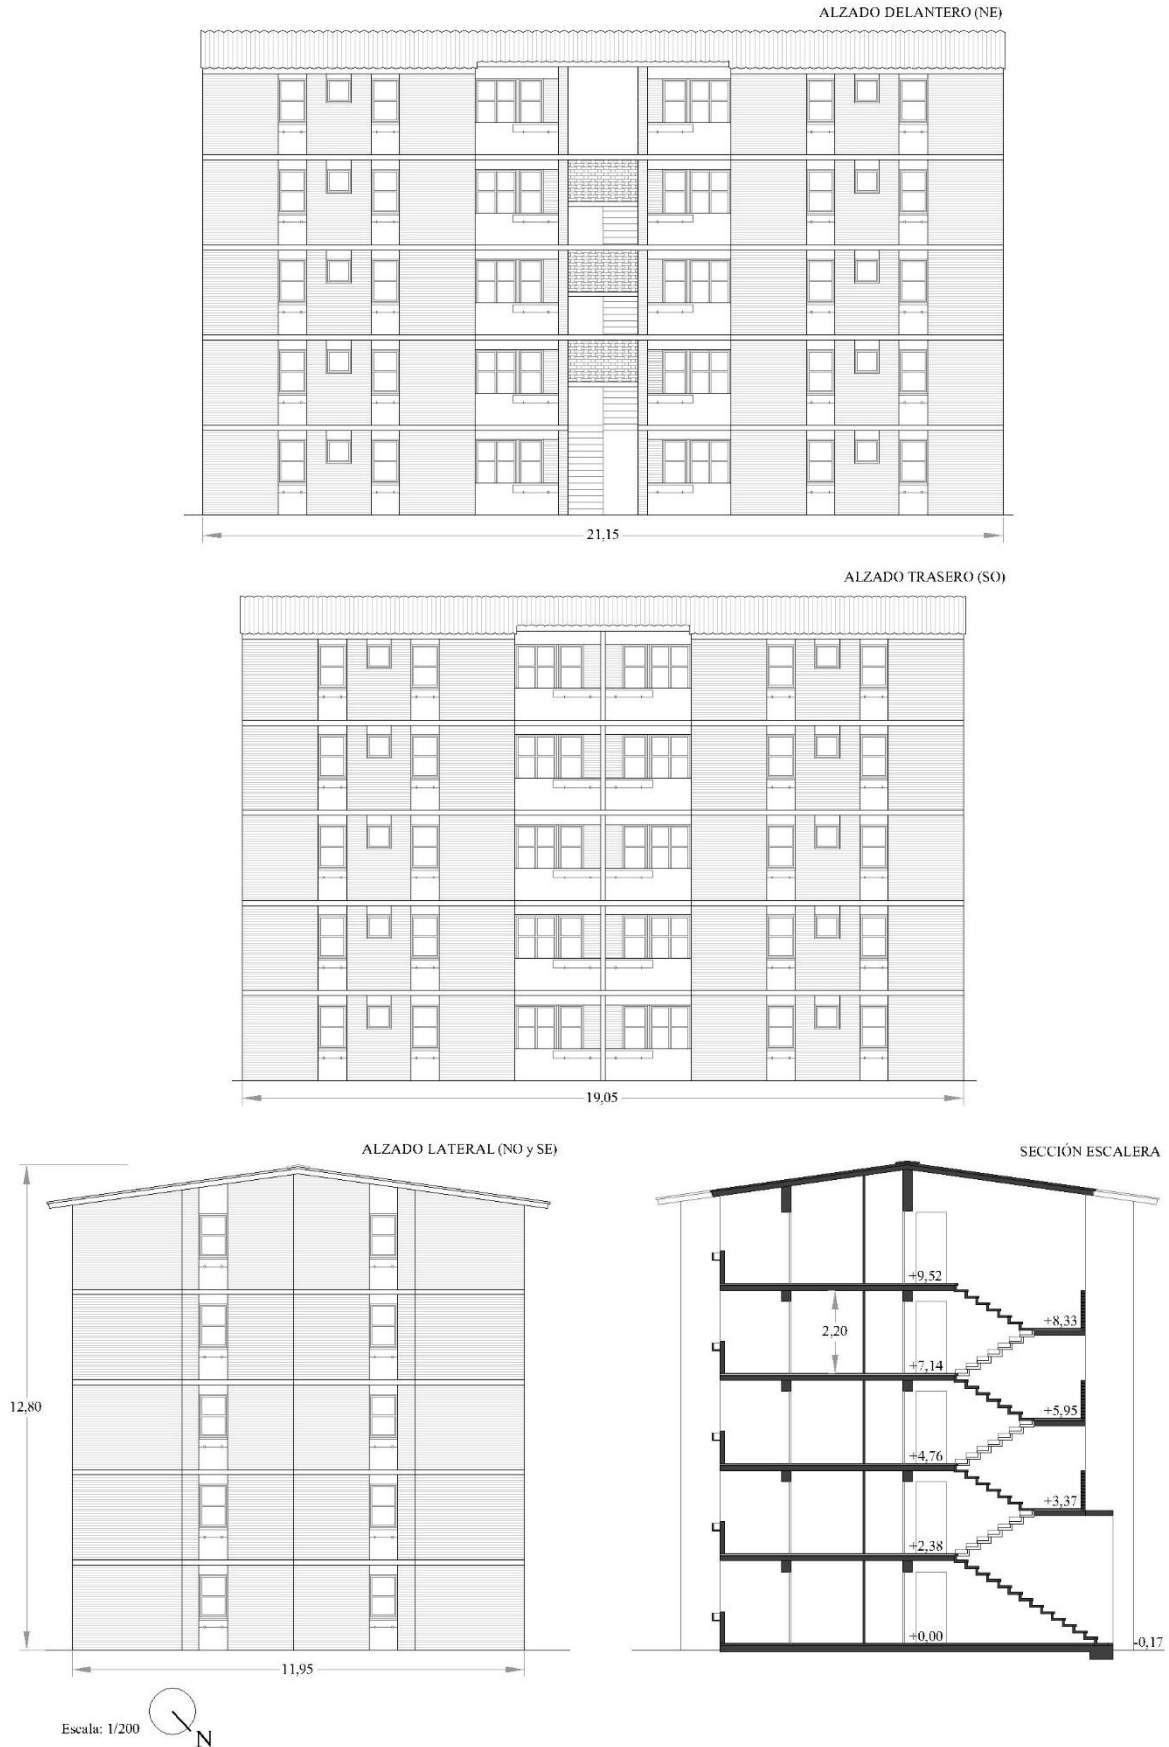 ALZADO DELANTERO (NE)
21,15
ALZADO TRASERO (SO)
19,05
ALZADO LATERAL (NO y SE)
12,80
11,95
SECCIÓN ESCALERA
+9,52
+8,33
2,20
+7,14
+5,95
+4,76
+3,37
+2,38
+0,00
-0,17
Escala: 1/200
N